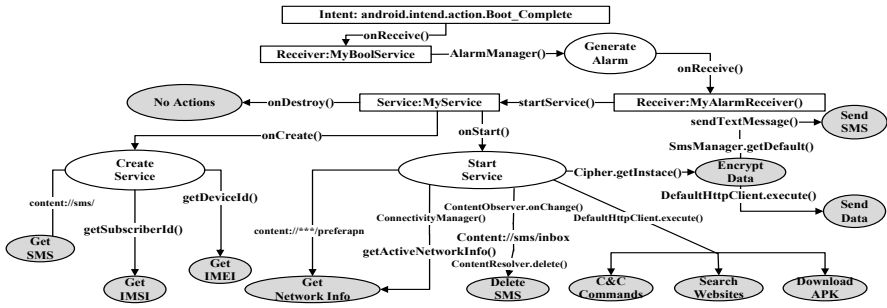 Intent: android.intend.action.Boot_Complete
onReceive()
Receiver:MyBoolService
AlarmManager()
Generate
Alarm
onReceive()
No Actions
onDestroy()
Service:MyService
startService()
Receiver:MyAlarmReceiver()
sendTextMessage()
Send
SMS
onCreate()
onStart()
SmsManager.getDefault()
Create
Service
Start
Service
Cipher.getInstace()
Encrypt
Data
content://sms/
getDeviceId()
DefaultHttpClient.execute()
getSubscriberId()
content://***/preferapn
ConnectivityManager()
ContentObserver.onChange()
DefaultHttpClient.execute()
Send
Data
Get
SMS
getActiveNetworkInfo()
Content://sms/inbox
ContentResolver.delete()
Get
IMSI
Get
IMEI
Get
Network Info
Delete
SMS
C&C
Commands
Search
Websites
Download
APK